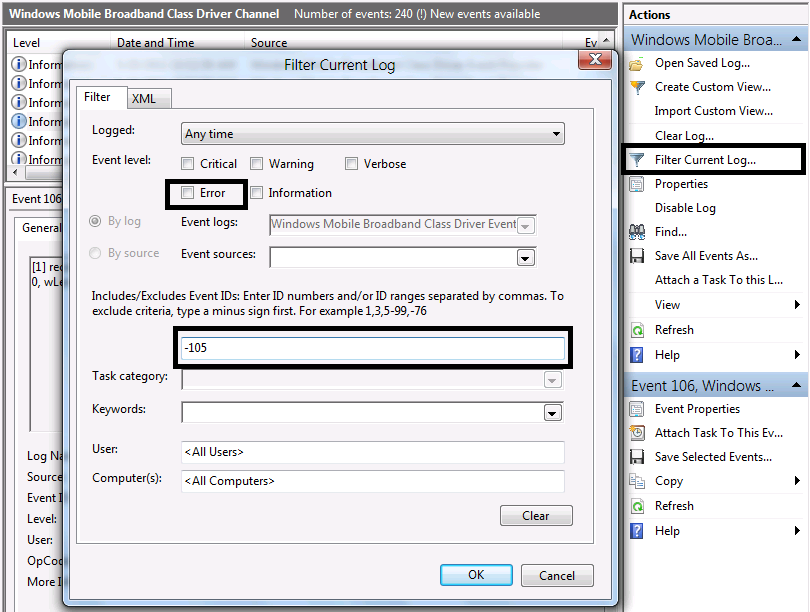 Windows Mobile Broadband Class Driver Channel Number of events: 240 (!) New events available
Level Date and Time Source Ev
Inform
Inform
Inform
Inform
Inform
Inform
Event 106
General
[1] rec
0, wLe
Log Na
Source
Event I
Level:
User:
OpCod
More I
Filter Current Log
Filter XML
Logged: Any time
Event level: Critical Warning Verbose
Error Information
By log Event logs: Windows Mobile Broadband Class Driver Event
By source Event sources:
Includes/Excludes Event IDs: Enter ID numbers and/or ID ranges separated by commas. To
exclude criteria, type a minus sign first. For example 1,3,5-99,-76
-105
Task category:
Keywords:
User: <All Users>
Computer(s): <All Computers>
Clear
OK Cancel
Actions
Windows Mobile Broa...
Open Saved Log...
Create Custom View...
Import Custom View...
Clear Log...
Filter Current Log...
Properties
Disable Log
Find...
Save All Events As...
Attach a Task To this L...
View
Refresh
Help
Event 106, Windows ...
Event Properties
Attach Task To This Ev...
Save Selected Events...
Copy
Refresh
Help